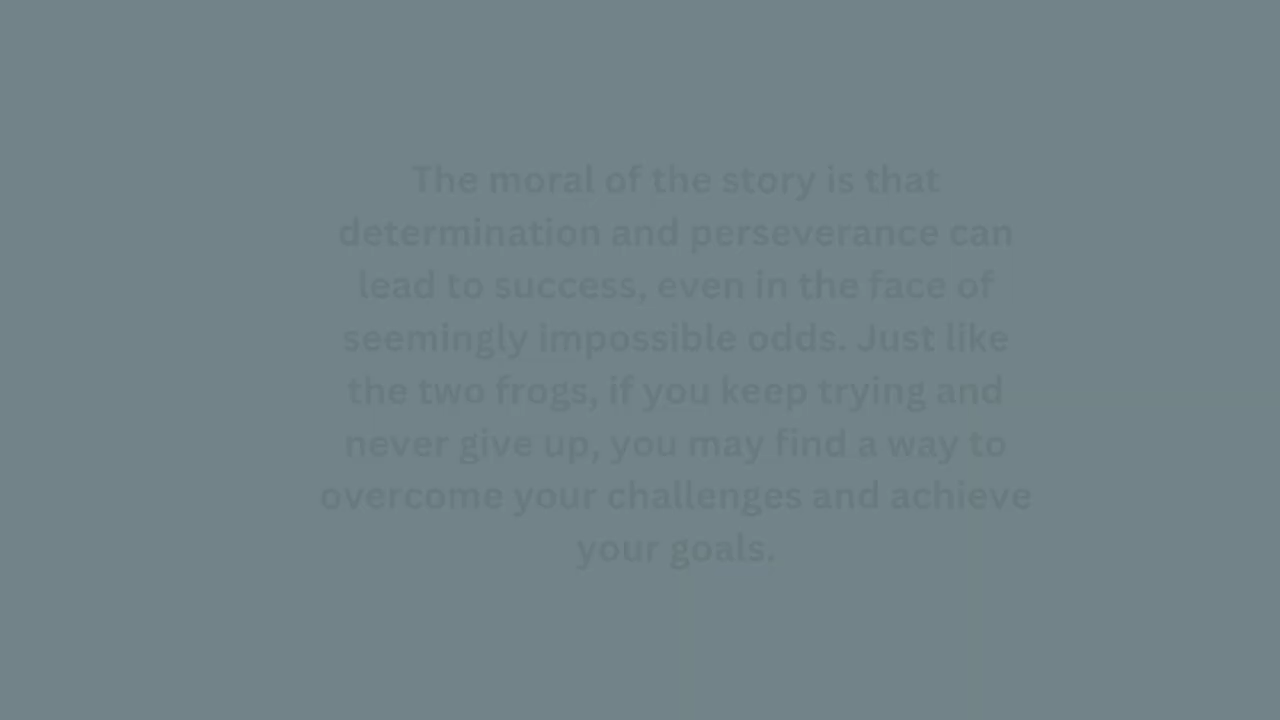 The moral of the story is that
determination and perseverance can
lead to success, even in the face of
seemingly impossible odds. Just like
the two frogs, if you keep trying and
never give up, you may find a way to
overcome your challenges and achieve
your goals.